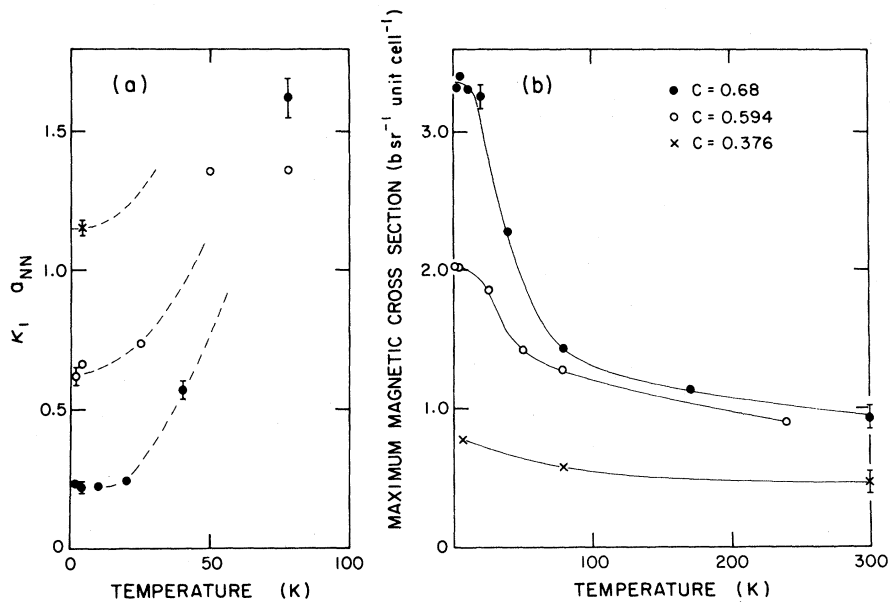 (a)
1.5
1.0
0.5
0
κ₁ aNN
0
50
100
TEMPERATURE (K)
(b)
● C = 0.68
○ C = 0.594
× C = 0.376
3.0
2.0
1.0
0
MAXIMUM MAGNETIC CROSS SECTION (b sr⁻¹ unit cell⁻¹)
100
200
300
TEMPERATURE (K)